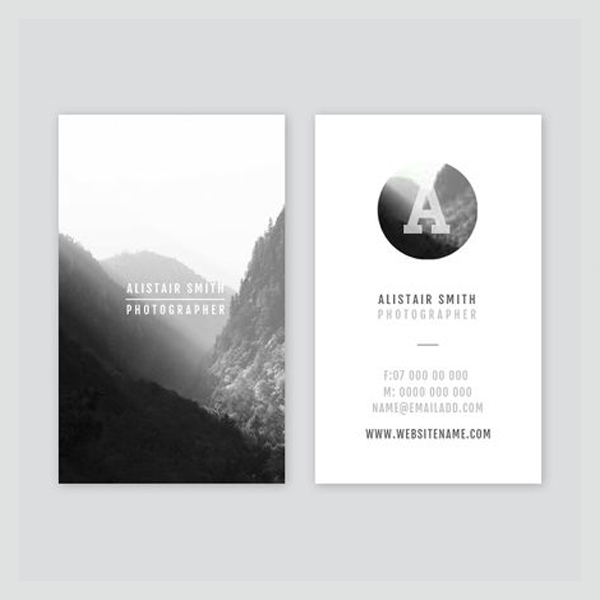 ALISTAIR SMITH
PHOTOGRAPHER
A
ALISTAIR SMITH
PHOTOGRAPHER
F:07 000 00 000
M: 0000 000 000
NAME@EMAILADD.COM
WWW.WEBSITENAME.COM